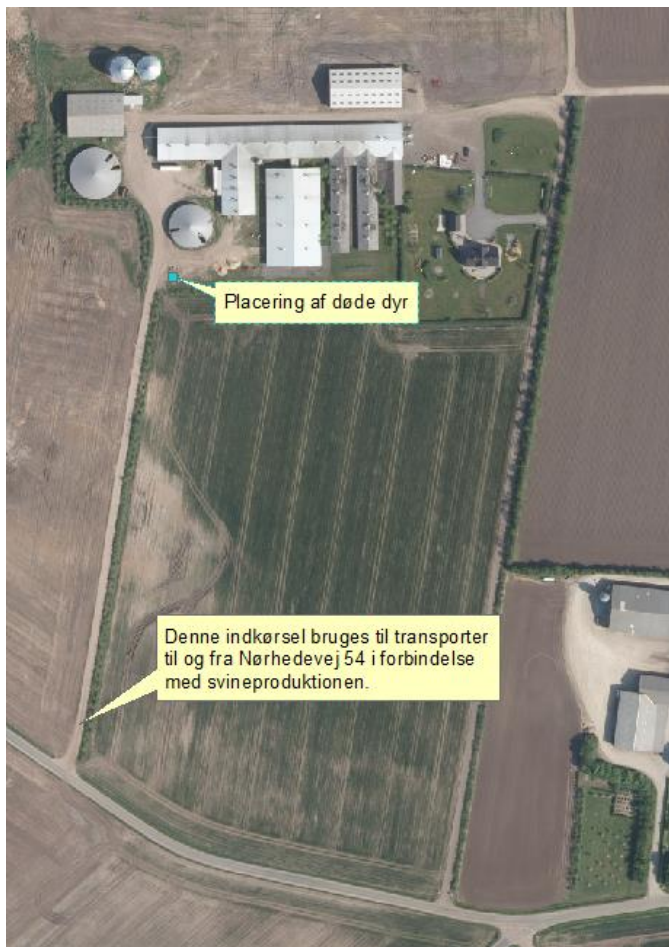 Placering af døde dyr
Denne indkørsel bruges til transporter
til og fra Nørhedevej 54 i forbindelse
med svineproduktionen.